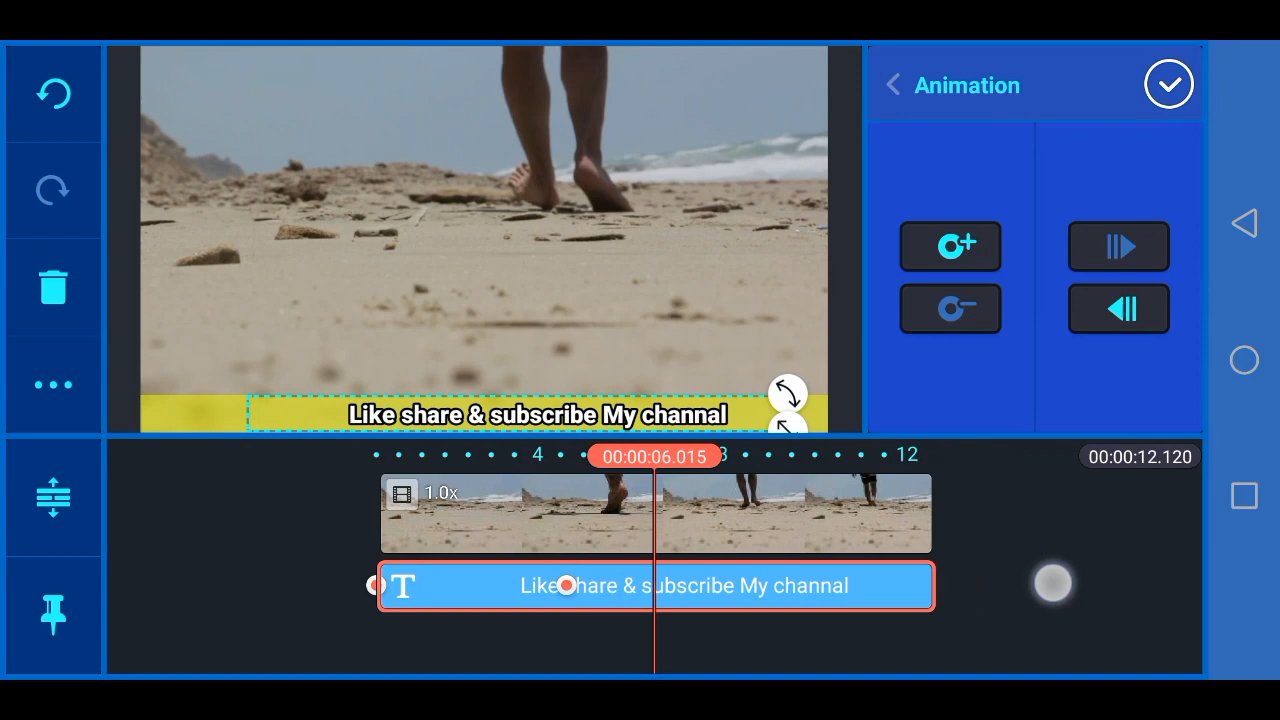 Animation
Like share & subscribe My channal
4
00:00:06.015
8
12
00:00:12.120
1.0x
T
Like share & subscribe My channal